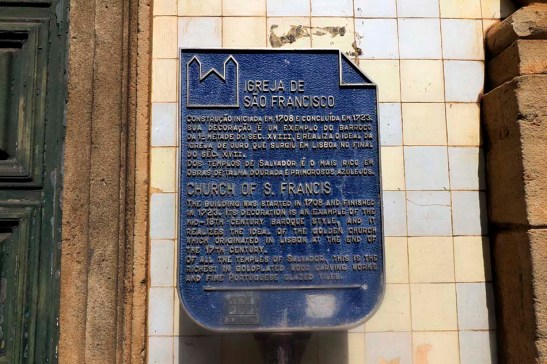 IGREJA DE
SÃO FRANCISCO
CONSTRUÇÃO INICIADA EM 1708 E CONCLUÍDA EM 1723.
SUA DECORAÇÃO É UM EXEMPLO DO BARROCO
DA 1ª METADE DO SÉC. XVIII, E REALIZA O IDEAL DA
IGREJA DE OURO QUE SURGIU EM LISBOA NO FINAL
DO SÉC. XVII.
DOS TEMPLOS DE SALVADOR É O MAIS RICO EM
OBRAS DE TALHA DOURADA E PRIMOROSOS AZULEJOS.
CHURCH OF S. FRANCIS
THE BUILDING WAS STARTED IN 1708 AND FINISHED
IN 1723. ITS DECORATION IS AN EXAMPLE OF THE
MID-18TH CENTURY BAROQUE STYLE, AND IT
REALIZES THE IDEAL OF THE GOLDEN CHURCH
WHICH ORIGINATED IN LISBON AT THE END OF
THE 17TH CENTURY.
OF ALL THE TEMPLES OF SALVADOR, THIS IS THE
RICHEST IN GOLDPLATED WOOD CARVING WORKS
AND FINE PORTUGUESE GLAZED TILES.